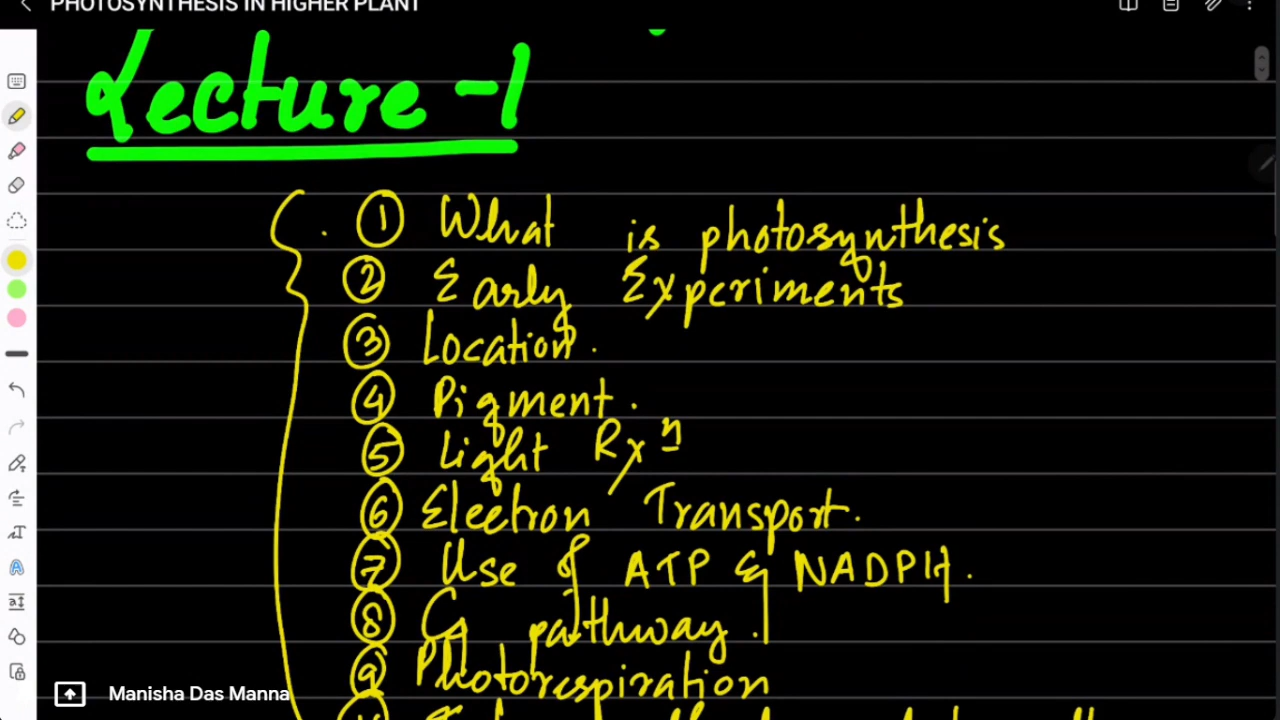 PHOTOSYNTHESIS IN HIGHER PLANT
Lecture-1
① What is photosynthesis
② Early Experiments
③ Location.
④ Pigment.
⑤ Light Rxⁿ
⑥ Electron Transport.
⑦ Use of ATP & NADPH.
⑧ C4 pathway.
⑨ Photorespiration
Manisha Das Manna